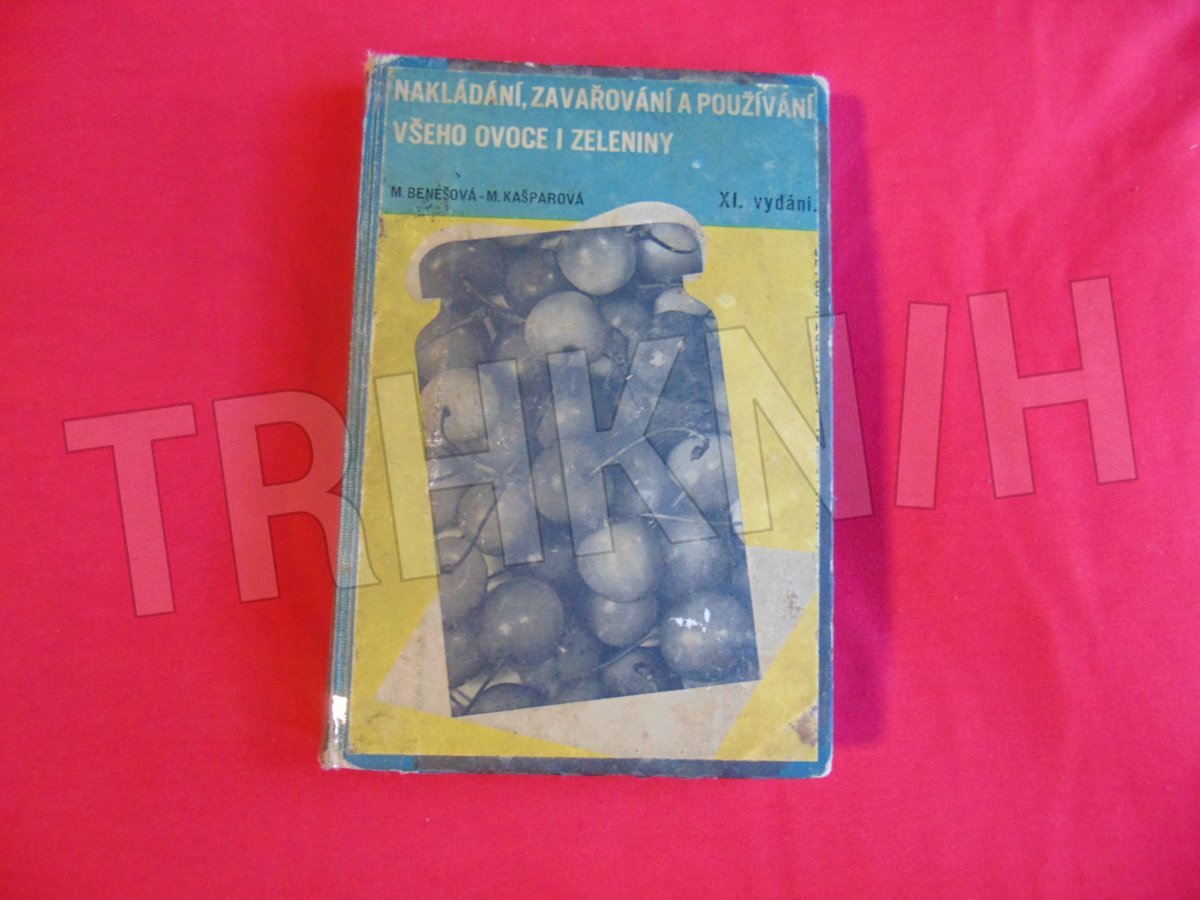 NAKLÁDÁNÍ, ZAVAŘOVÁNÍ A POUŽÍVÁNÍ
VŠEHO OVOCE I ZELENINY
M. BENEŠOVÁ - M. KAŠPAROVÁ XI. vydání.
TRHKNIH